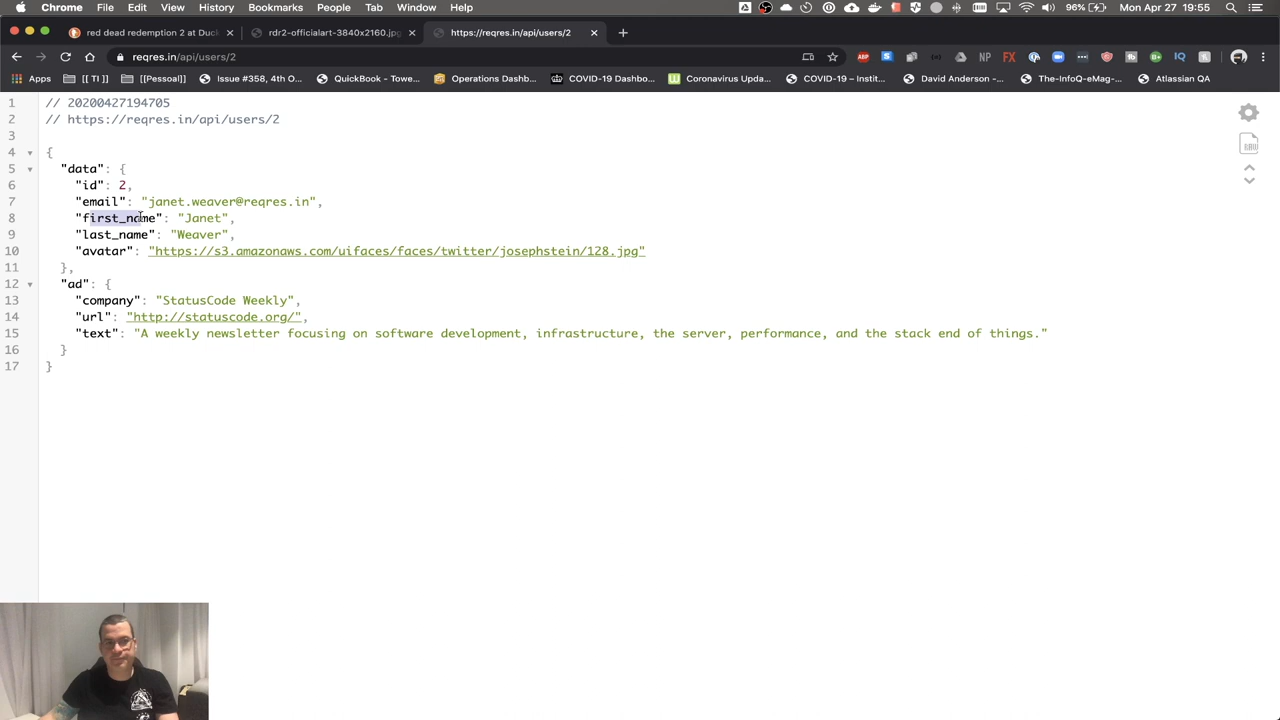 Chrome File Edit View History Bookmarks People Tab Window Help 96% Mon Apr 27 19:55
red dead redemption 2 at Duck rdr2-officialart-3840x2160.jpg https://reqres.in/api/users/2
reqres.in/api/users/2 ABP NP FX IQ
Apps [[ TI ]] [[Pessoal]] Issue #358, 4th O... QuickBook - Towe... Operations Dashb... COVID-19 Dashbo... Coronavirus Upda... COVID-19 – Instit... David Anderson -... The-InfoQ-eMag-... Atlassian QA
1 // 20200427194705
2 // https://reqres.in/api/users/2
3
4 {
5 "data": {
6 "id": 2,
7 "email": "janet.weaver@reqres.in",
8 "first_name": "Janet",
9 "last_name": "Weaver",
10 "avatar": "https://s3.amazonaws.com/uifaces/faces/twitter/josephstein/128.jpg"
11 },
12 "ad": {
13 "company": "StatusCode Weekly",
14 "url": "http://statuscode.org/",
15 "text": "A weekly newsletter focusing on software development, infrastructure, the server, performance, and the stack end of things."
16 }
17 }
RAW